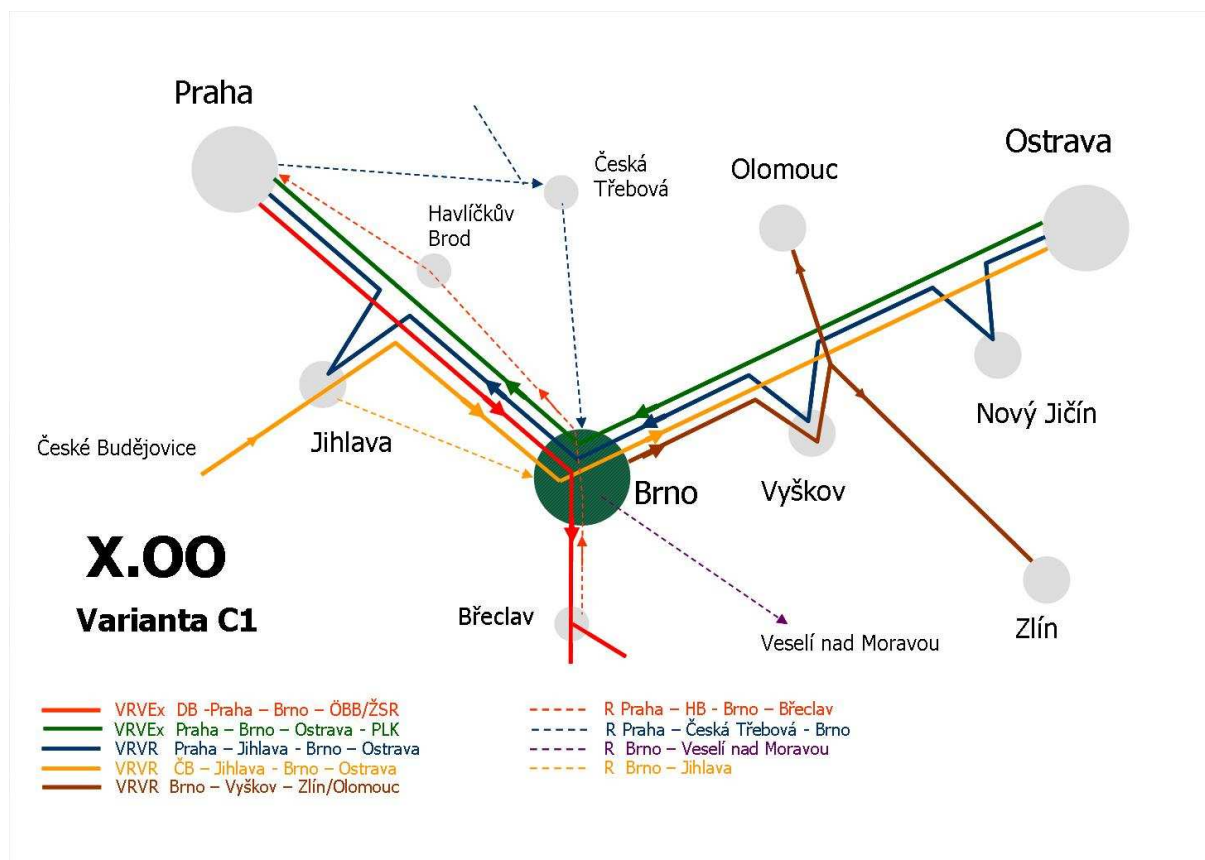 Praha
Ostrava
Česká
Třebová
Olomouc
Havlíčkův
Brod
Nový Jičín
České Budějovice
Jihlava
Vyškov
Brno
X.OO
Varianta C1
Břeclav
Zlín
Veselí nad Moravou
VRVEx DB -Praha – Brno – ÖBB/ŽSR
VRVEx Praha – Brno – Ostrava - PLK
VRVR Praha – Jihlava - Brno – Ostrava
VRVR ČB – Jihlava - Brno – Ostrava
VRVR Brno – Vyškov – Zlín/Olomouc
R Praha – HB - Brno – Břeclav
R Praha – Česká Třebová - Brno
R Brno – Veselí nad Moravou
R Brno – Jihlava